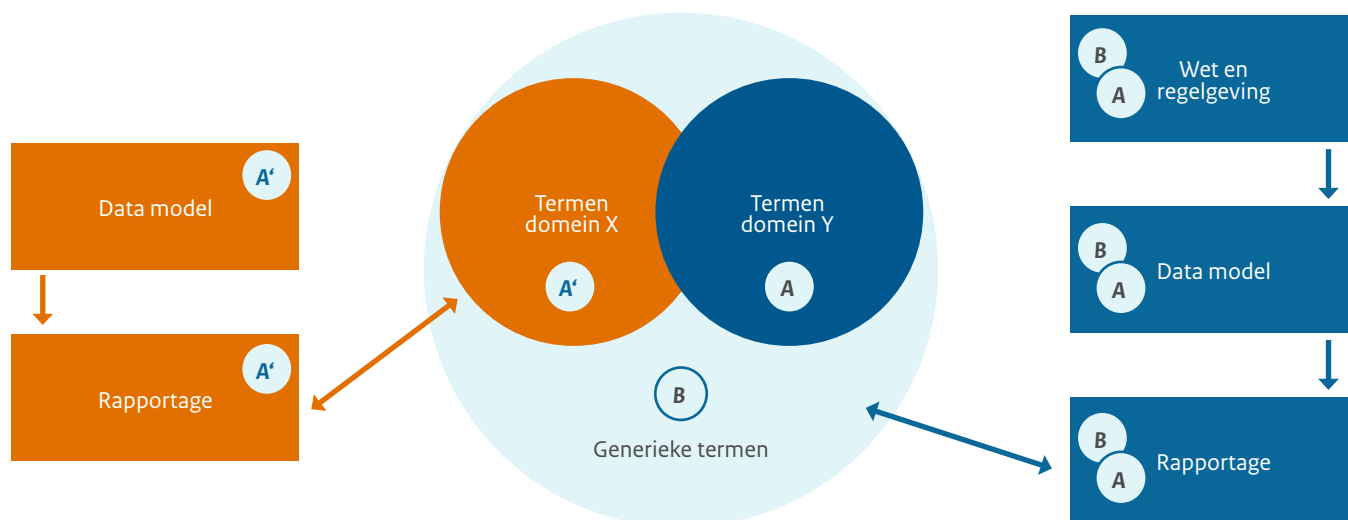 A‘
Data model
A‘
Rapportage
Termen
domein X
A‘
Termen
domein Y
A
B
Generieke termen
B
A
Wet en
regelgeving
B
A
Data model
B
A
Rapportage